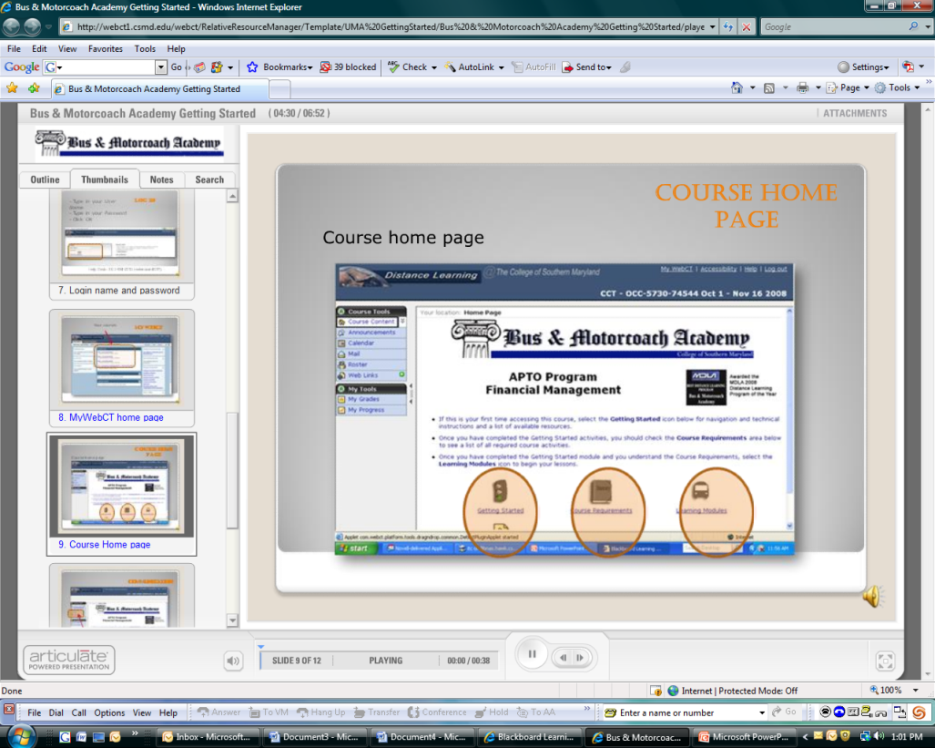 Bus & Motorcoach Academy Getting Started - Windows Internet Explorer
http://webct1.csmd.edu/webct/RelativeResourceManager/Template/UMA%20GettingStarted/Bus%20&%20Motorcoach%20Academy%20Getting%20Started/playe
Google
File Edit View Favorites Tools Help
Google G Go Bookmarks 39 blocked Check AutoLink AutoFill Send to Settings
Bus & Motorcoach Academy Getting Started
Page Tools
Bus & Motorcoach Academy Getting Started ( 04:30 / 06:52 )
ATTACHMENTS
Bus & Motorcoach Academy
Outline Thumbnails Notes Search
7. Login name and password
8. MyWebCT home page
9. Course Home page
COURSE HOME
PAGE
Course home page
Distance Learning
The College of Southern Maryland
My WebCT | Accessibility | Help | Log out
CCT - OCC-5730-74544 Oct 1 - Nov 16 2008
Course Tools
Course Content
Announcements
Calendar
Mail
Roster
Web Links
My Tools
My Grades
My Progress
Your location: Home Page
Bus & Motorcoach Academy
College of Southern Maryland
APTO Program
Financial Management
Awarded the
WDLA 2008
Distance Learning
Program of the Year
• If this is your first time accessing this course, select the Getting Started icon below for navigation and technical
instructions and a list of available resources.
• Once you have completed the Getting Started activities, you should check the Course Requirements area below
to see a list of all required course activities.
• Once you have completed the Getting Started module and you understand the Course Requirements, select the
Learning Modules icon to begin your lessons.
Getting Started
Course Requirements
Learning Modules
Internet
start
Microsoft PowerPoint
11:56 AM
articulate
POWERED PRESENTATION
SLIDE 9 OF 12 PLAYING 00:00 / 00:38
Done
Internet | Protected Mode: Off
100%
File Dial Call Options View Help Answer To VM Hang Up Transfer Conference Hold To AA
Enter a name or number
Go
Inbox - Microsoft...
Document3 - Mic...
Document4 - Mic...
Blackboard Learni...
Bus & Motorcoac...
Microsoft PowerP...
1:01 PM